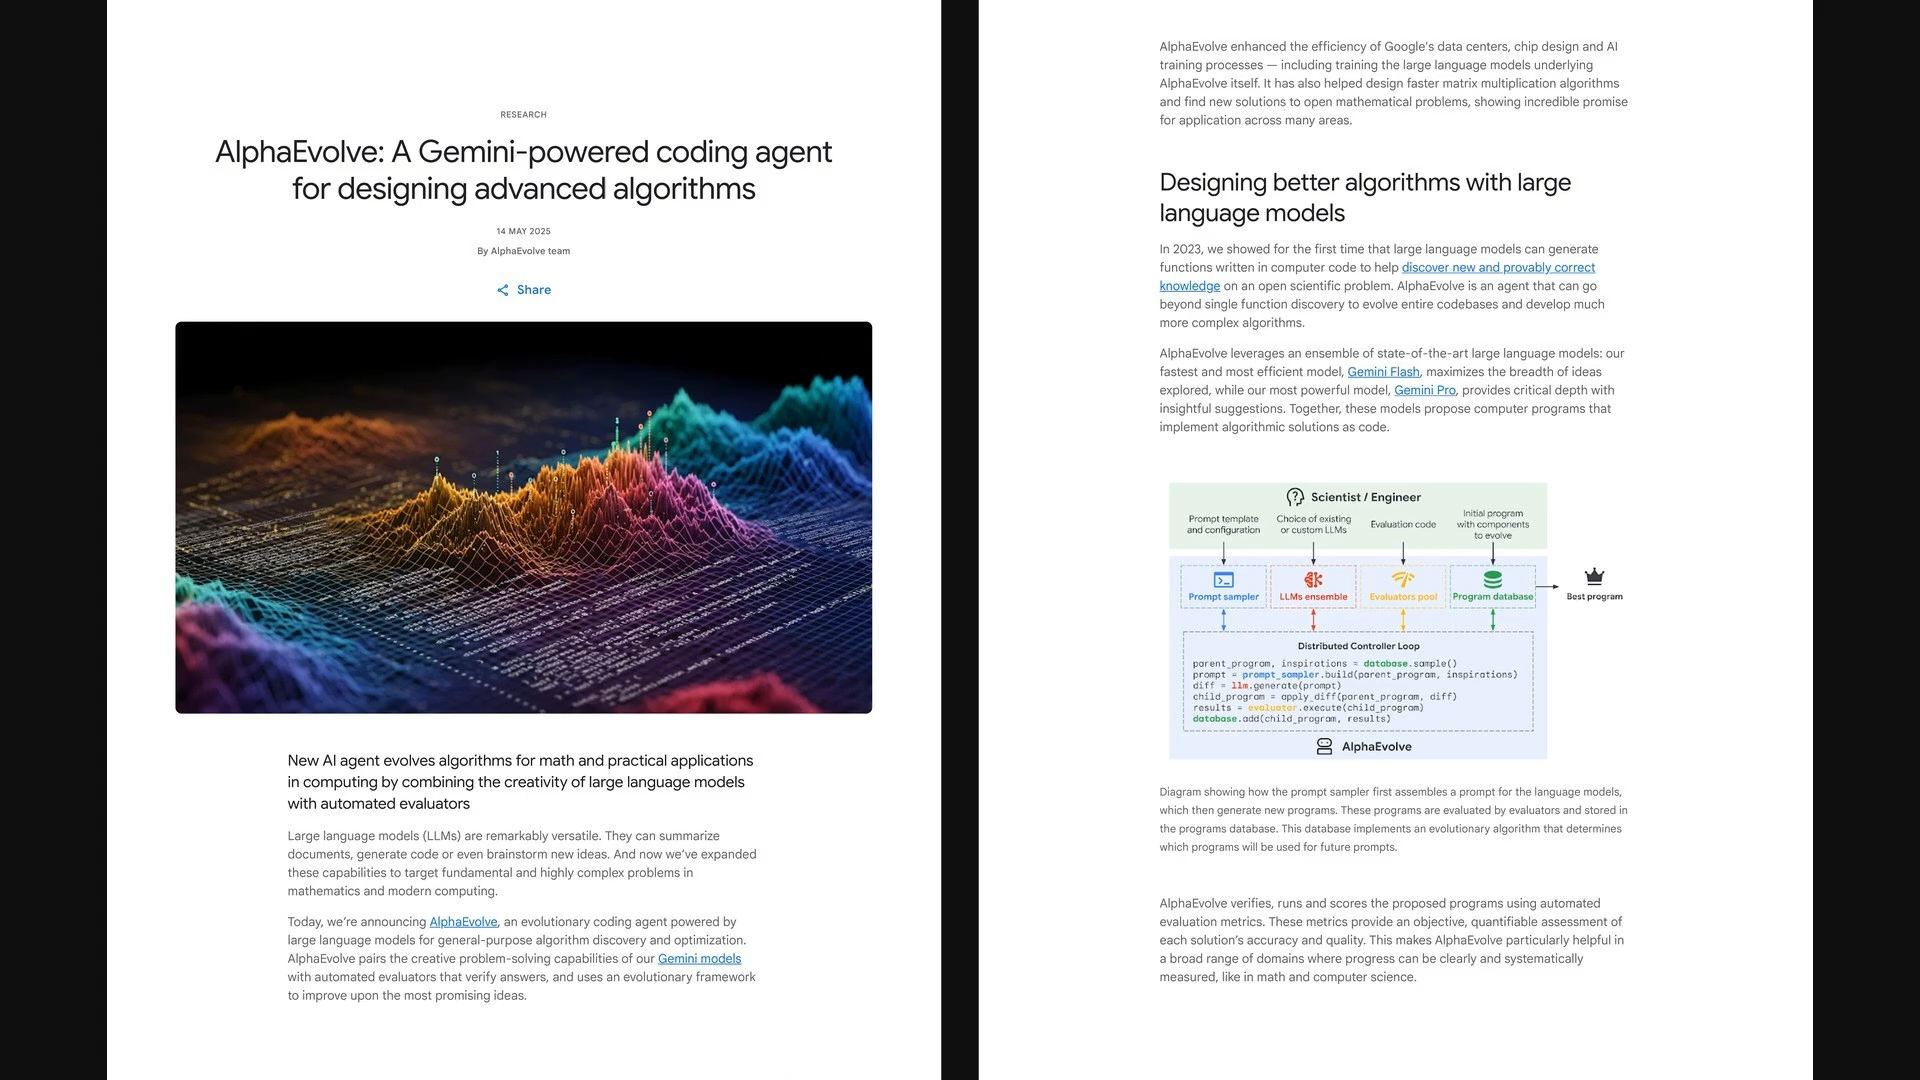 RESEARCH
AlphaEvolve: A Gemini-powered coding agent
for designing advanced algorithms
14 MAY 2025
By AlphaEvolve team
Share
New AI agent evolves algorithms for math and practical applications
in computing by combining the creativity of large language models
with automated evaluators
Large language models (LLMs) are remarkably versatile. They can summarize
documents, generate code or even brainstorm new ideas. And now we've expanded
these capabilities to target fundamental and highly complex problems in
mathematics and modern computing.
Today, we're announcing AlphaEvolve, an evolutionary coding agent powered by
large language models for general-purpose algorithm discovery and optimization.
AlphaEvolve pairs the creative problem-solving capabilities of our Gemini models
with automated evaluators that verify answers, and uses an evolutionary framework
to improve upon the most promising ideas.
AlphaEvolve enhanced the efficiency of Google's data centers, chip design and AI
training processes — including training the large language models underlying
AlphaEvolve itself. It has also helped design faster matrix multiplication algorithms
and find new solutions to open mathematical problems, showing incredible promise
for application across many areas.
Designing better algorithms with large
language models
In 2023, we showed for the first time that large language models can generate
functions written in computer code to help discover new and provably correct
knowledge on an open scientific problem. AlphaEvolve is an agent that can go
beyond single function discovery to evolve entire codebases and develop much
more complex algorithms.
AlphaEvolve leverages an ensemble of state-of-the-art large language models: our
fastest and most efficient model, Gemini Flash, maximizes the breadth of ideas
explored, while our most powerful model, Gemini Pro, provides critical depth with
insightful suggestions. Together, these models propose computer programs that
implement algorithmic solutions as code.
Scientist / Engineer
Prompt template
and configuration
Choice of existing
or custom LLMs
Evaluation code
Initial program
with components
to evolve
Prompt sampler
LLMs ensemble
Evaluators pool
Program database
Best program
Distributed Controller Loop
parent_program, inspirations = database.sample()
prompt = prompt_sampler.build(parent_program, inspirations)
diff = llm.generate(prompt)
child_program = apply_diff(parent_program, diff)
results = evaluator.execute(child_program)
database.add(child_program, results)
AlphaEvolve
Diagram showing how the prompt sampler first assembles a prompt for the language models,
which then generate new programs. These programs are evaluated by evaluators and stored in
the programs database. This database implements an evolutionary algorithm that determines
which programs will be used for future prompts.
AlphaEvolve verifies, runs and scores the proposed programs using automated
evaluation metrics. These metrics provide an objective, quantifiable assessment of
each solution's accuracy and quality. This makes AlphaEvolve particularly helpful in
a broad range of domains where progress can be clearly and systematically
measured, like in math and computer science.